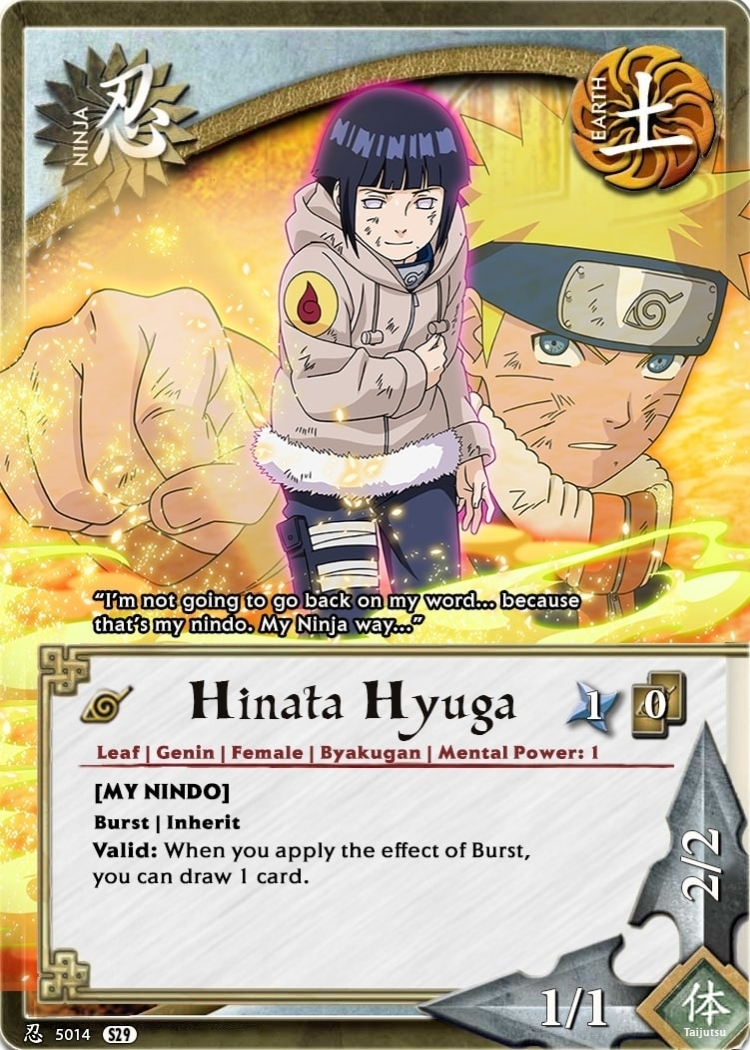 NINJA
忍
EARTH
土
“I’m not going to go back on my word... because
that’s my nindo. My Ninja way...”
Hinata Hyuga
1
0
Leaf | Genin | Female | Byakugan | Mental Power: 1
[MY NINDO]
Burst | Inherit
Valid: When you apply the effect of Burst,
you can draw 1 card.
2/2
1/1
体
Taijutsu
忍 5014 S29